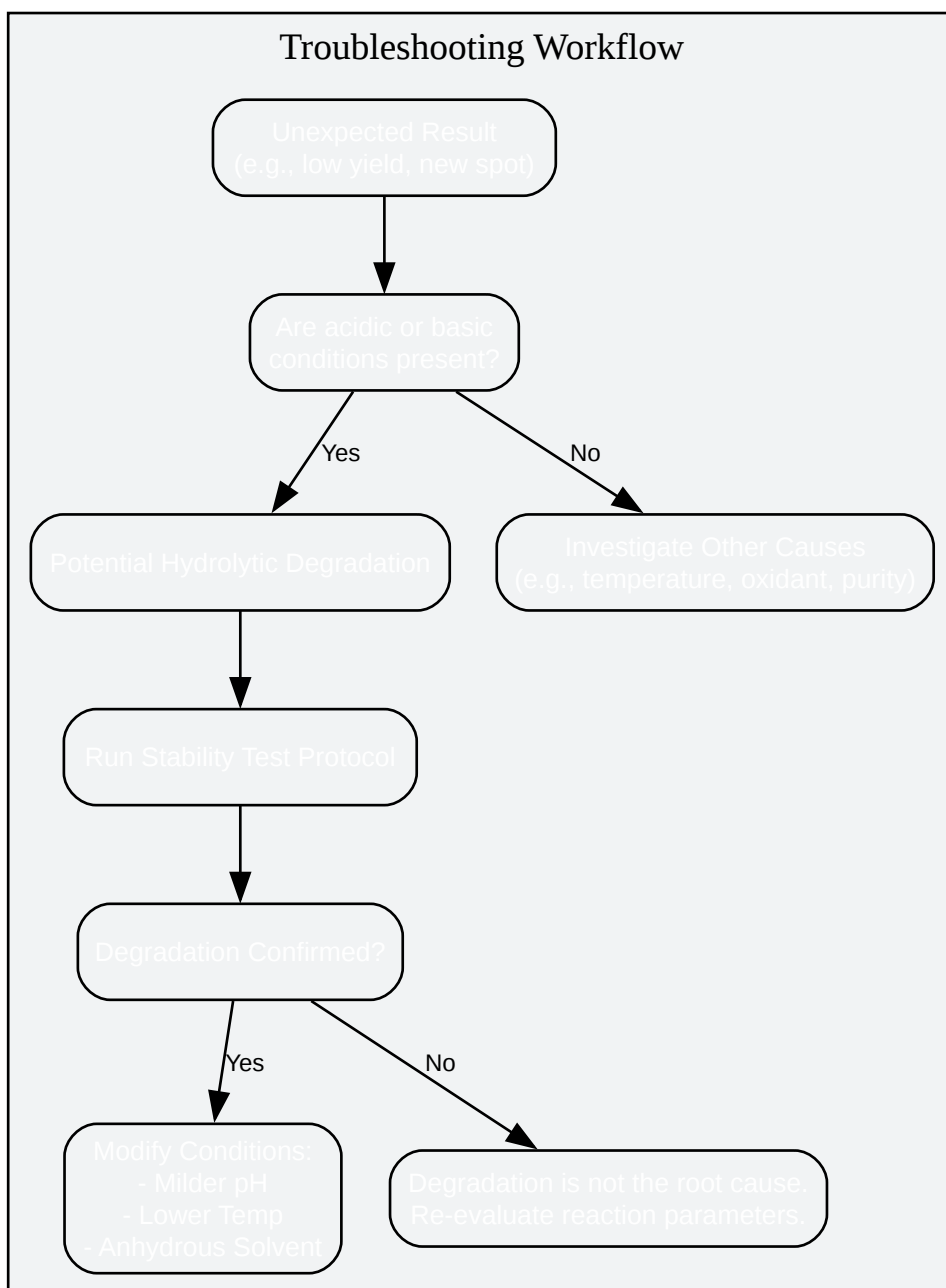 Troubleshooting Workflow
Unexpected Result
(e.g., low yield, new spot)
Are acidic or basic
conditions present?
Yes
No
Potential Hydrolytic Degradation
Investigate Other Causes
(e.g., temperature, oxidant, purity)
Run Stability Test Protocol
Degradation Confirmed?
Yes
No
Modify Conditions:
- Milder pH
- Lower Temp
- Anhydrous Solvent
Degradation is not the root cause.
Re-evaluate reaction parameters.